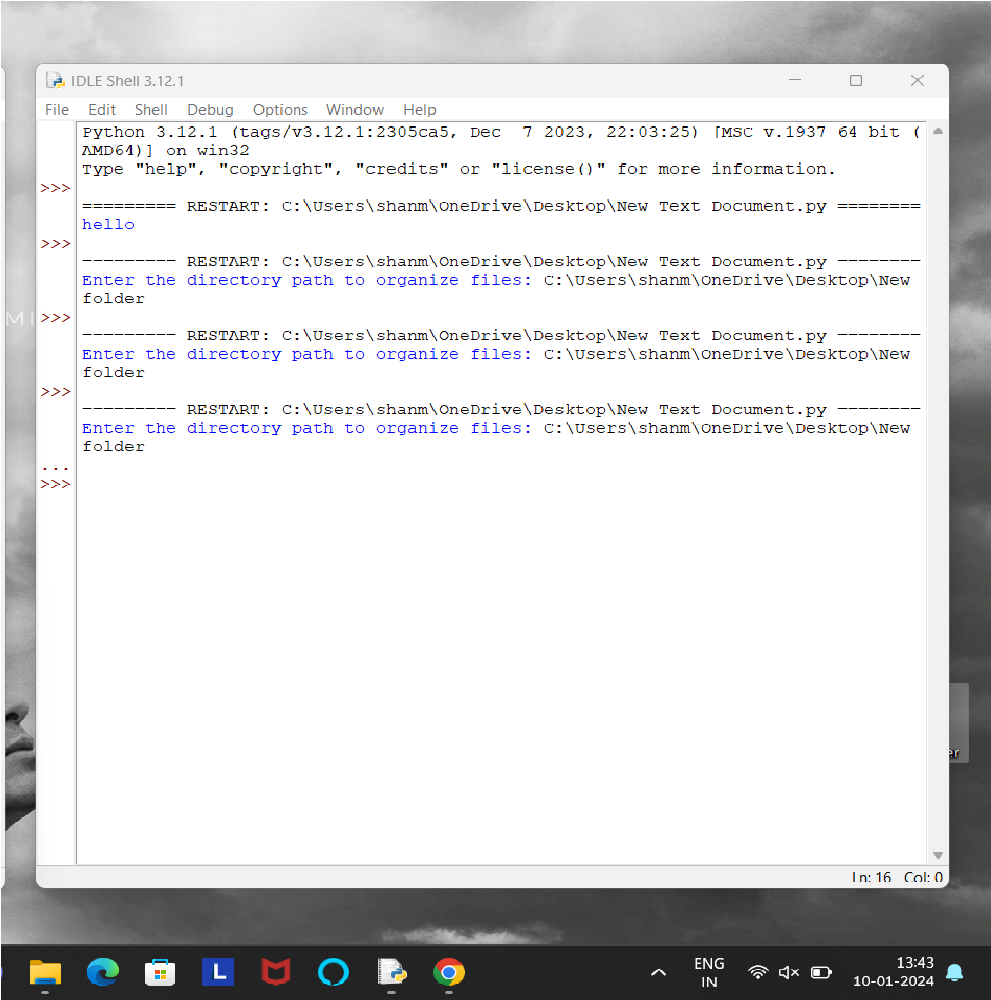 IDLE Shell 3.12.1
File Edit Shell Debug Options Window Help
Python 3.12.1 (tags/v3.12.1:2305ca5, Dec  7 2023, 22:03:25) [MSC v.1937 64 bit (
AMD64)] on win32
Type "help", "copyright", "credits" or "license()" for more information.
>>>
========= RESTART: C:\Users\shanm\OneDrive\Desktop\New Text Document.py ========
hello
>>>
========= RESTART: C:\Users\shanm\OneDrive\Desktop\New Text Document.py ========
Enter the directory path to organize files: C:\Users\shanm\OneDrive\Desktop\New
folder
MI
>>>
========= RESTART: C:\Users\shanm\OneDrive\Desktop\New Text Document.py ========
Enter the directory path to organize files: C:\Users\shanm\OneDrive\Desktop\New
folder
>>>
========= RESTART: C:\Users\shanm\OneDrive\Desktop\New Text Document.py ========
Enter the directory path to organize files: C:\Users\shanm\OneDrive\Desktop\New
folder
...
>>>
er
Ln: 16 Col: 0
L
ENG
IN
13:43
10-01-2024